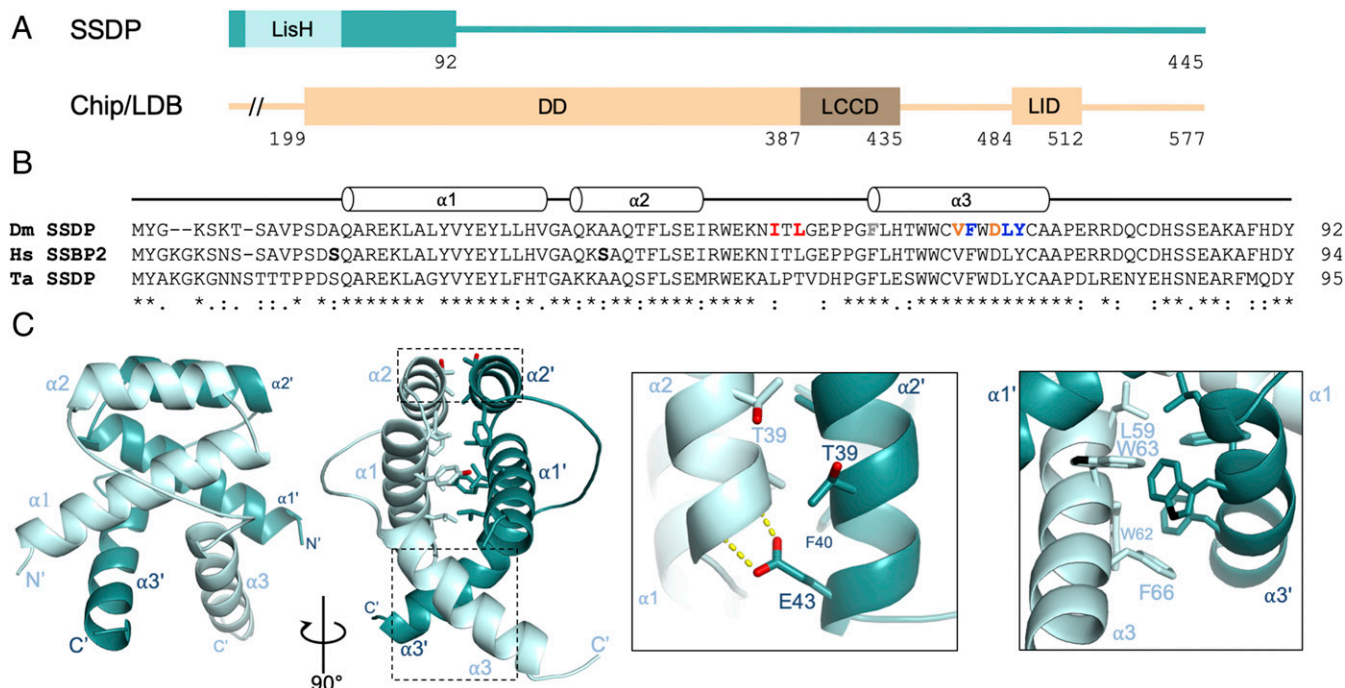 A SSDP LisH
92 445
Chip/LDB // DD LCCD LID
199 387 435 484 512 577
B
α1 α2 α3
Dm SSDP MYG--KSKT-SAVPSDAQAREKLALYVYEYLLHVGAQKAAQTFLSEIRWEKNITLGEPPGFLHTWWCVFWDLYCAAPERRDQCDHSSEAKAFHDY 92
Hs SSBP2 MYGKGKSNS-SAVPSDSQAREKLALYVYEYLLHVGAQKSAQTFLSEIRWEKNITLGEPPGFLHSWWCVFWDLYCAAPERRDTCEHSSEAKAFHDY 94
Ta SSDP MYAKGKGNNSTTTPPDSQAREKLALYVYEYLFHTGAKKAAQSFLSEMRWEKALPTVDHPGFLESWWCVFWDLYCAAPDLRENYEHSNEARFMQDY 95
C
α2 α2' α2 α2' α2 α2' α1' α1
T39 L59
W63
α1 α1' α1 α1' T39
N' N' F40 W62
α3' α3 C' E43 F66 α3'
C' C' α3' α3 C' α1 α3
90°